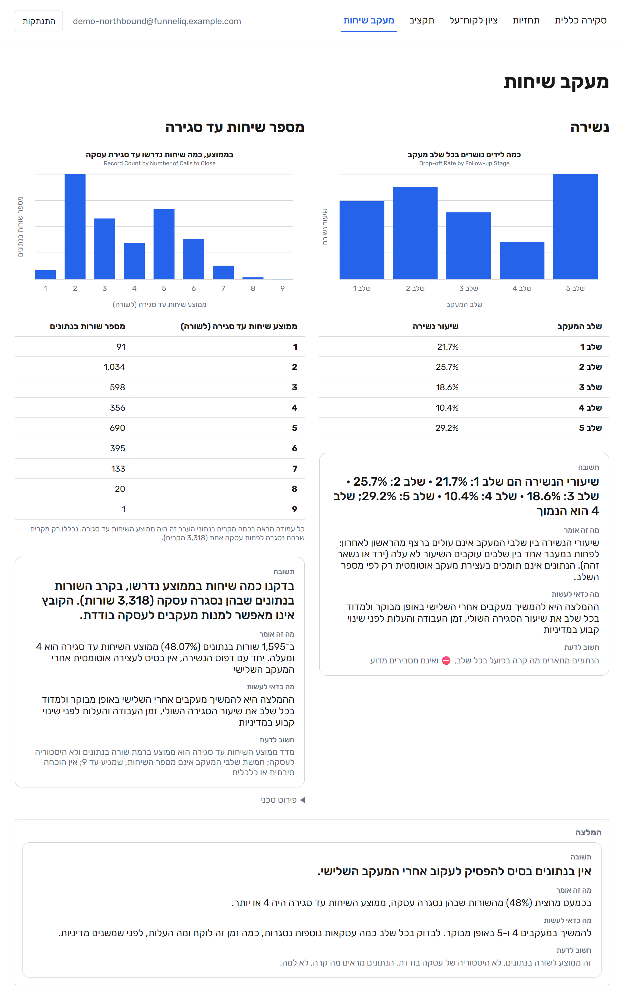 סקירה כללית
תחזיות
ציון לקוח־על
תקציב
מעקב שיחות
demo-northbound@funneliq.example.com
התנתקות
מעקב שיחות
נשירה
כמה לידים נושרים בכל שלב מעקב
Drop-off Rate by Follow-up Stage
שיעור נשירה
שלב 1
שלב 2
שלב 3
שלב 4
שלב 5
שלב המעקב
שלב המעקב שיעור נשירה
שלב 1 21.7%
שלב 2 25.7%
שלב 3 18.6%
שלב 4 10.4%
שלב 5 29.2%
תשובה
שיעורי הנשירה הם שלב 1: 21.7% • שלב 2: 25.7% •
שלב 3: 18.6% • שלב 4: 10.4% • שלב 5: 29.2%; שלב
4 הוא הנמוך
מה זה אומר
שיעורי הנשירה בין שלבי המעקב אינם עולים ברצף מהראשון לאחרון:
לפחות במעבר אחד בין שלבים עוקבים השיעור לא עלה (ירד או נשאר
זהה). הנתונים אינם תומכים בעצירת מעקב אוטומטית רק לפי מספר
השלב.
מה כדאי לעשות
ההמלצה היא להמשיך מעקבים אחרי השלישי באופן מבוקר ולמדוד
בכל שלב את שיעור הסגירה השולי, זמן העבודה והעלות לפני שינוי
קבוע במדיניות
חשוב לדעת
הנתונים מתארים מה קרה בפועל בכל שלב, ⛔ ואינם מסבירים מדוע
מספר שיחות עד סגירה
בממוצע, כמה שיחות נדרשו עד סגירת עסקה
Record Count by Number of Calls to Close
מספר שורות בנתונים
1 2 3 4 5 6 7 8 9
ממוצע שיחות עד סגירה (לשורה)
ממוצע שיחות עד סגירה (לשורה) מספר שורות בנתונים
1 91
2 1,034
3 598
4 356
5 690
6 395
7 133
8 20
9 1
כל עמודה מראה בכמה מקרים בנתוני העבר זה היה ממוצע השיחות עד סגירה. נכללו רק מקרים
שבהם נסגרה לפחות עסקה אחת (3,318 מקרים).
תשובה
בדקנו כמה שיחות בממוצע נדרשו, בקרב השורות
בנתונים שבהן נסגרה עסקה (3,318 שורות). הקובץ
אינו מאפשר למנות מעקבים לעסקה בודדת.
מה זה אומר
ב־1,595 שורות בנתונים (48.07%) ממוצע השיחות עד סגירה הוא 4
ומעלה. יחד עם דפוס הנשירה, אין בסיס לעצירה אוטומטית אחרי
המעקב השלישי
מה כדאי לעשות
ההמלצה היא להמשיך מעקבים אחרי השלישי באופן מבוקר ולמדוד
בכל שלב את שיעור הסגירה השולי, זמן העבודה והעלות לפני שינוי
קבוע במדיניות
חשוב לדעת
מדד ממוצע השיחות עד סגירה הוא ממוצע ברמת שורה בנתונים ולא היסטוריה
לעסקה; חמשת שלבי המעקב אינם מספר השיחות, שמגיע עד 9; אין הוכחה
סיבתית או כלכלית
◀ פירוט טכני
המלצה
תשובה
אין בנתונים בסיס להפסיק לעקוב אחרי המעקב השלישי.
מה זה אומר
בכמעט מחצית (48%) מהשורות שבהן נסגרה עסקה, ממוצע השיחות עד סגירה היה 4 או יותר.
מה כדאי לעשות
להמשיך במעקבים 4 ו-5 באופן מבוקר. לבדוק בכל שלב כמה עסקאות נוספות נסגרות, כמה זמן זה לוקח ומה העלות, לפני שמשנים מדיניות.
חשוב לדעת
זה ממוצע לשורה בנתונים, לא היסטוריה של עסקה בודדת. הנתונים מראים מה קרה, לא למה.